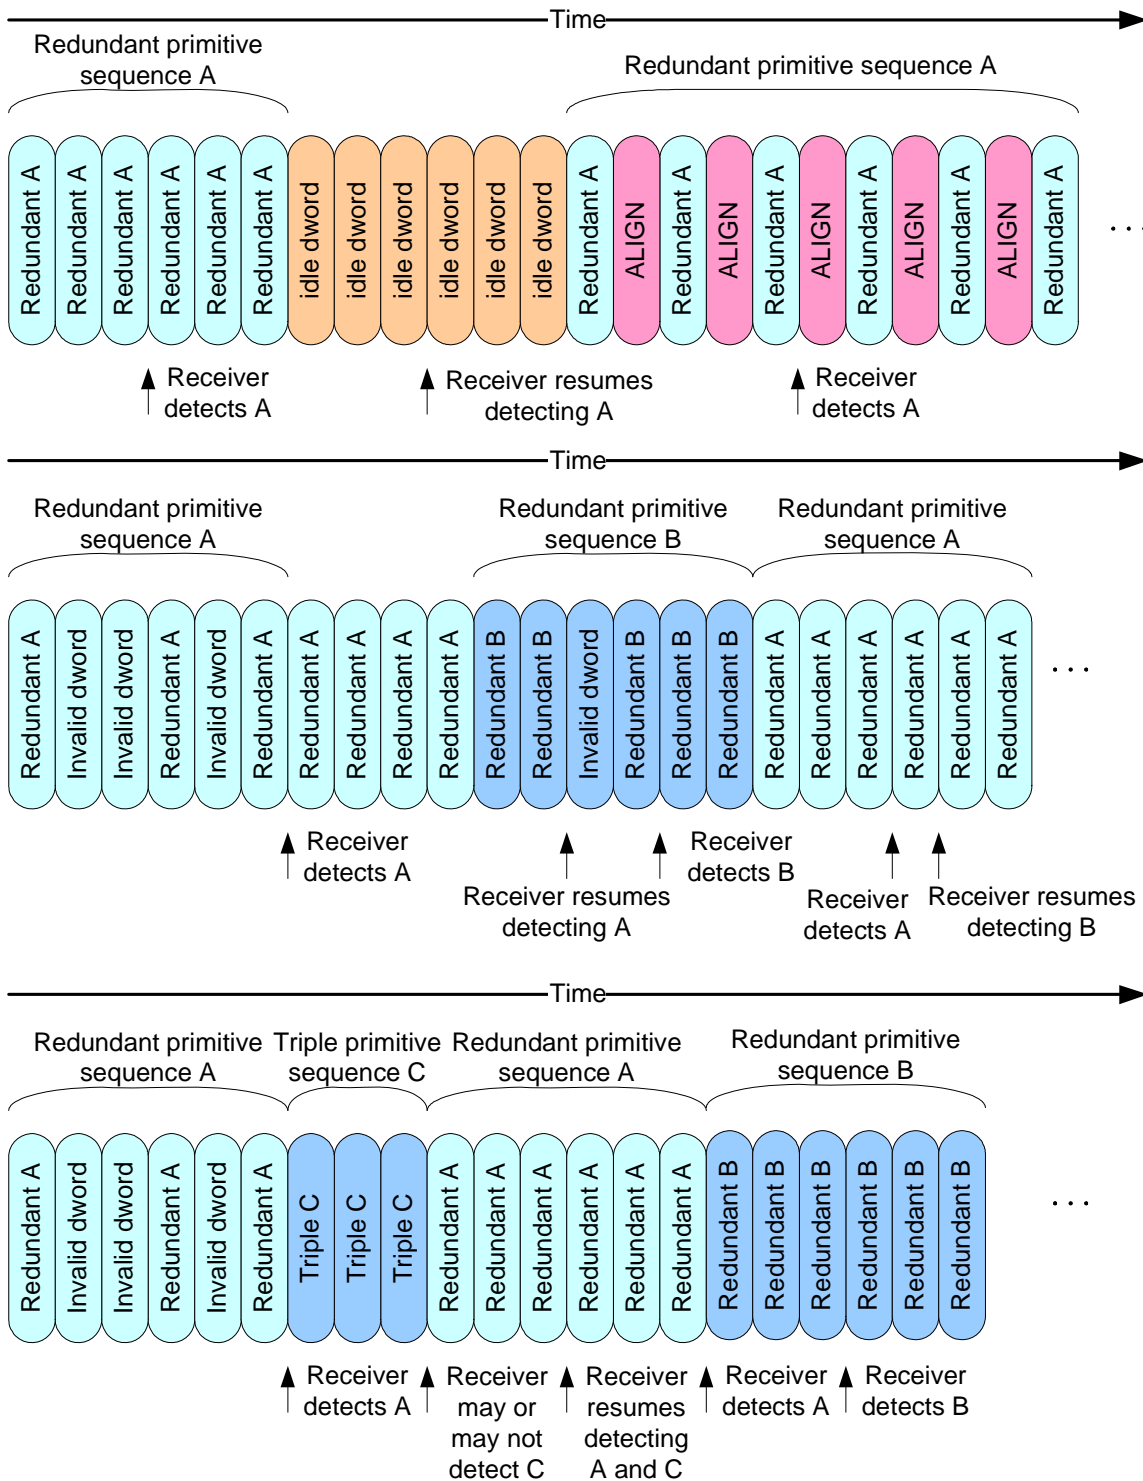 Time
Redundant primitive
sequence A
Redundant primitive sequence A
Redundant A
Redundant A
Redundant A
Redundant A
Redundant A
Redundant A
idle dword
idle dword
idle dword
idle dword
idle dword
idle dword
Redundant A
ALIGN
Redundant A
ALIGN
Redundant A
ALIGN
Redundant A
ALIGN
Redundant A
ALIGN
Redundant A
. . .
Receiver
detects A
Receiver resumes
detecting A
Receiver
detects A
Time
Redundant primitive
sequence A
Redundant primitive
sequence B
Redundant primitive
sequence A
Redundant A
Invalid dword
Invalid dword
Redundant A
Invalid dword
Redundant A
Redundant A
Redundant A
Redundant A
Redundant A
Redundant B
Redundant B
Invalid dword
Redundant B
Redundant B
Redundant B
Redundant A
Redundant A
Redundant A
Redundant A
Redundant A
Redundant A
. . .
Receiver
detects A
Receiver resumes
detecting A
Receiver
detects B
Receiver
detects A
Receiver resumes
detecting B
Time
Redundant primitive
sequence A
Triple primitive
sequence C
Redundant primitive
sequence A
Redundant primitive
sequence B
Redundant A
Invalid dword
Invalid dword
Redundant A
Invalid dword
Redundant A
Triple C
Triple C
Triple C
Redundant A
Redundant A
Redundant A
Redundant A
Redundant A
Redundant A
Redundant B
Redundant B
Redundant B
Redundant B
Redundant B
Redundant B
. . .
Receiver
detects A
Receiver
may or
may not
detect C
Receiver
resumes
detecting
A and C
Receiver
detects A
Receiver
detects B